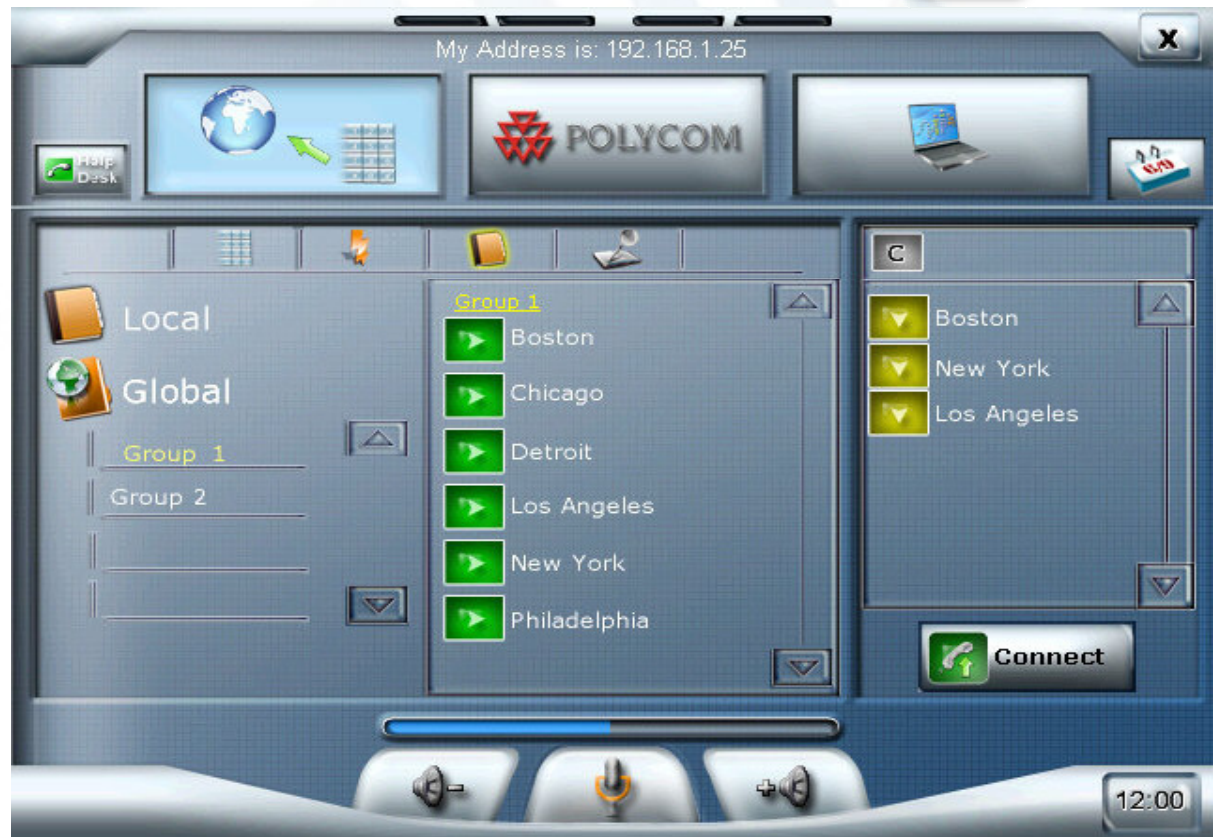 My Address is: 192.168.1.25
X
Help
Desk
POLYCOM
C
Local
Global
Group 1
Group 2
Group 1
Boston
Chicago
Detroit
Los Angeles
New York
Philadelphia
Boston
New York
Los Angeles
Connect
12:00